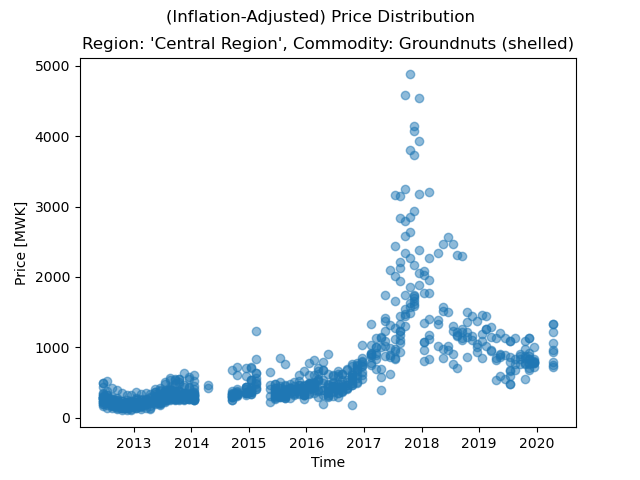 (Inflation-Adjusted) Price Distribution
Region: 'Central Region', Commodity: Groundnuts (shelled)
5000
4000
3000
2000
1000
0
Price [MWK]
2013 2014 2015 2016 2017 2018 2019 2020
Time